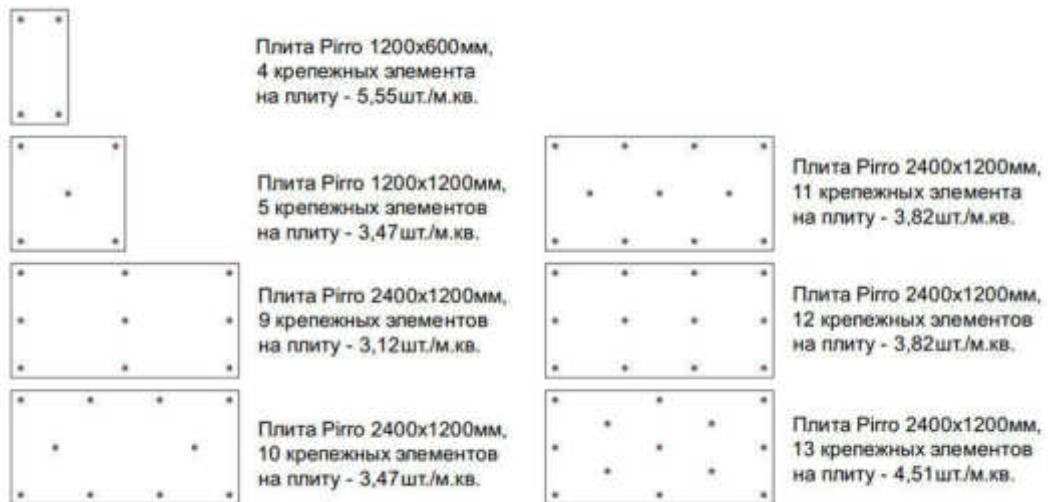 Плита Pirro 1200х600мм,
4 крепежных элемента
на плиту - 5,55шт./м.кв.
Плита Pirro 1200х1200мм,
5 крепежных элементов
на плиту - 3,47шт./м.кв.
Плита Pirro 2400х1200мм,
9 крепежных элементов
на плиту - 3,12шт./м.кв.
Плита Pirro 2400х1200мм,
10 крепежных элементов
на плиту - 3,47шт./м.кв.
Плита Pirro 2400х1200мм,
11 крепежных элемента
на плиту - 3,82шт./м.кв.
Плита Pirro 2400х1200мм,
12 крепежных элементов
на плиту - 3,82шт./м.кв.
Плита Pirro 2400х1200мм,
13 крепежных элементов
на плиту - 4,51шт./м.кв.